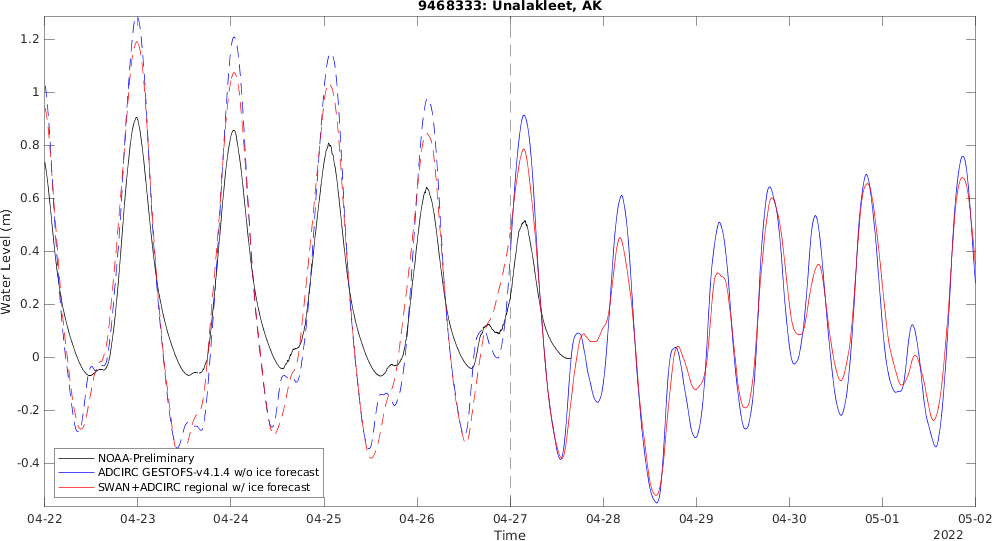 9468333: Unalakleet, AK
1.2
1
0.8
0.6
0.4
0.2
0
-0.2
-0.4
Water Level (m)
NOAA-Preliminary
ADCIRC GESTOFS-v4.1.4 w/o ice forecast
SWAN+ADCIRC regional w/ ice forecast
04-22 04-23 04-24 04-25 04-26 04-27 04-28 04-29 04-30 05-01 05-02
Time
2022